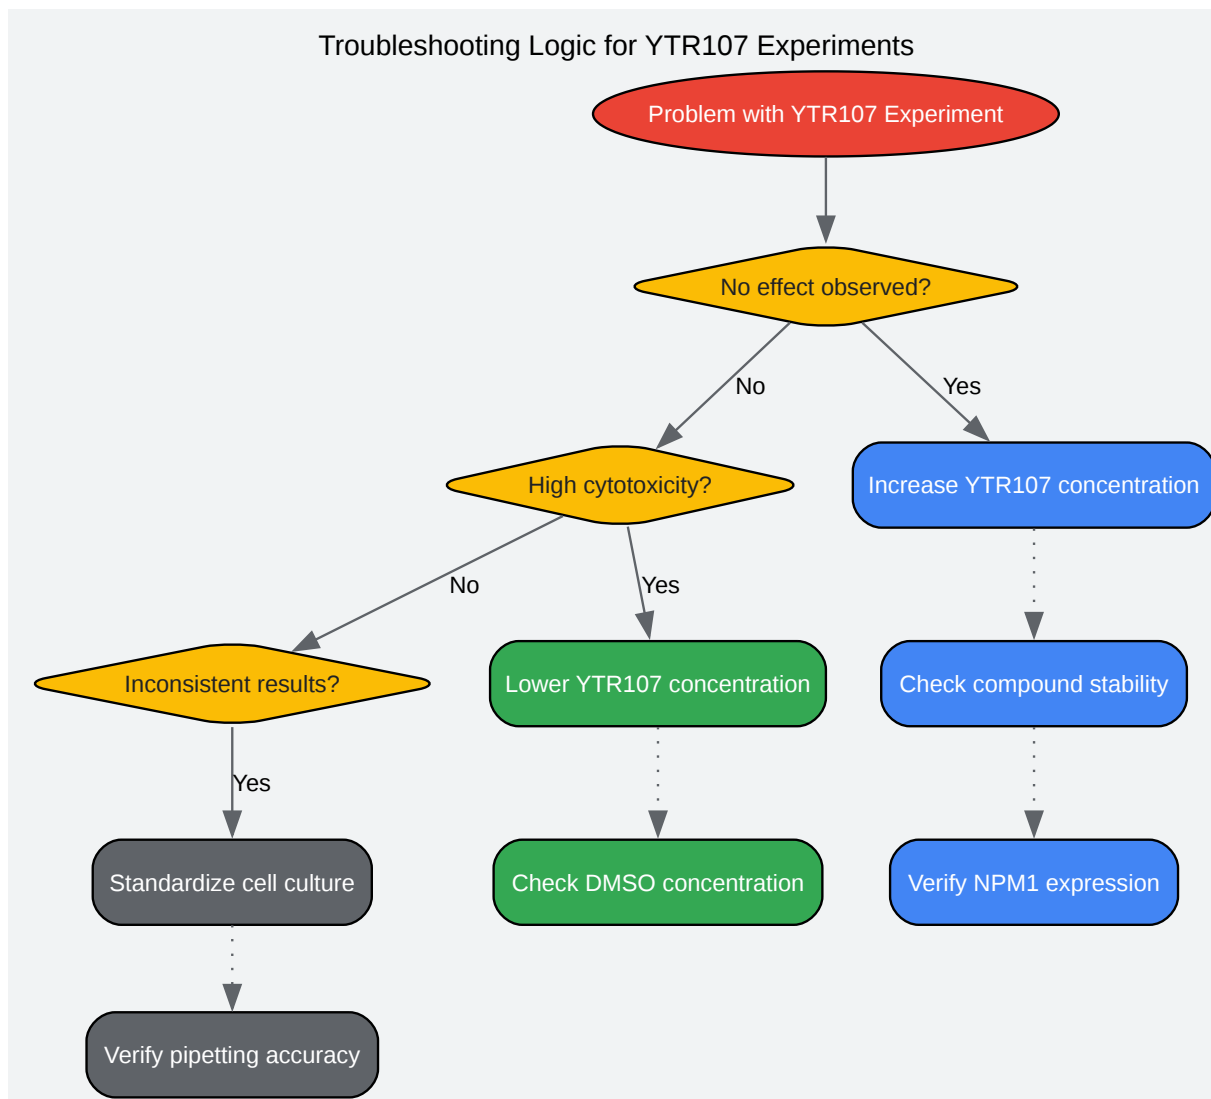 Troubleshooting Logic for YTR107 Experiments
Problem with YTR107 Experiment
No effect observed?
No
Yes
High cytotoxicity?
Increase YTR107 concentration
No
Yes
Inconsistent results?
Lower YTR107 concentration
Check compound stability
Yes
Standardize cell culture
Check DMSO concentration
Verify NPM1 expression
Verify pipetting accuracy